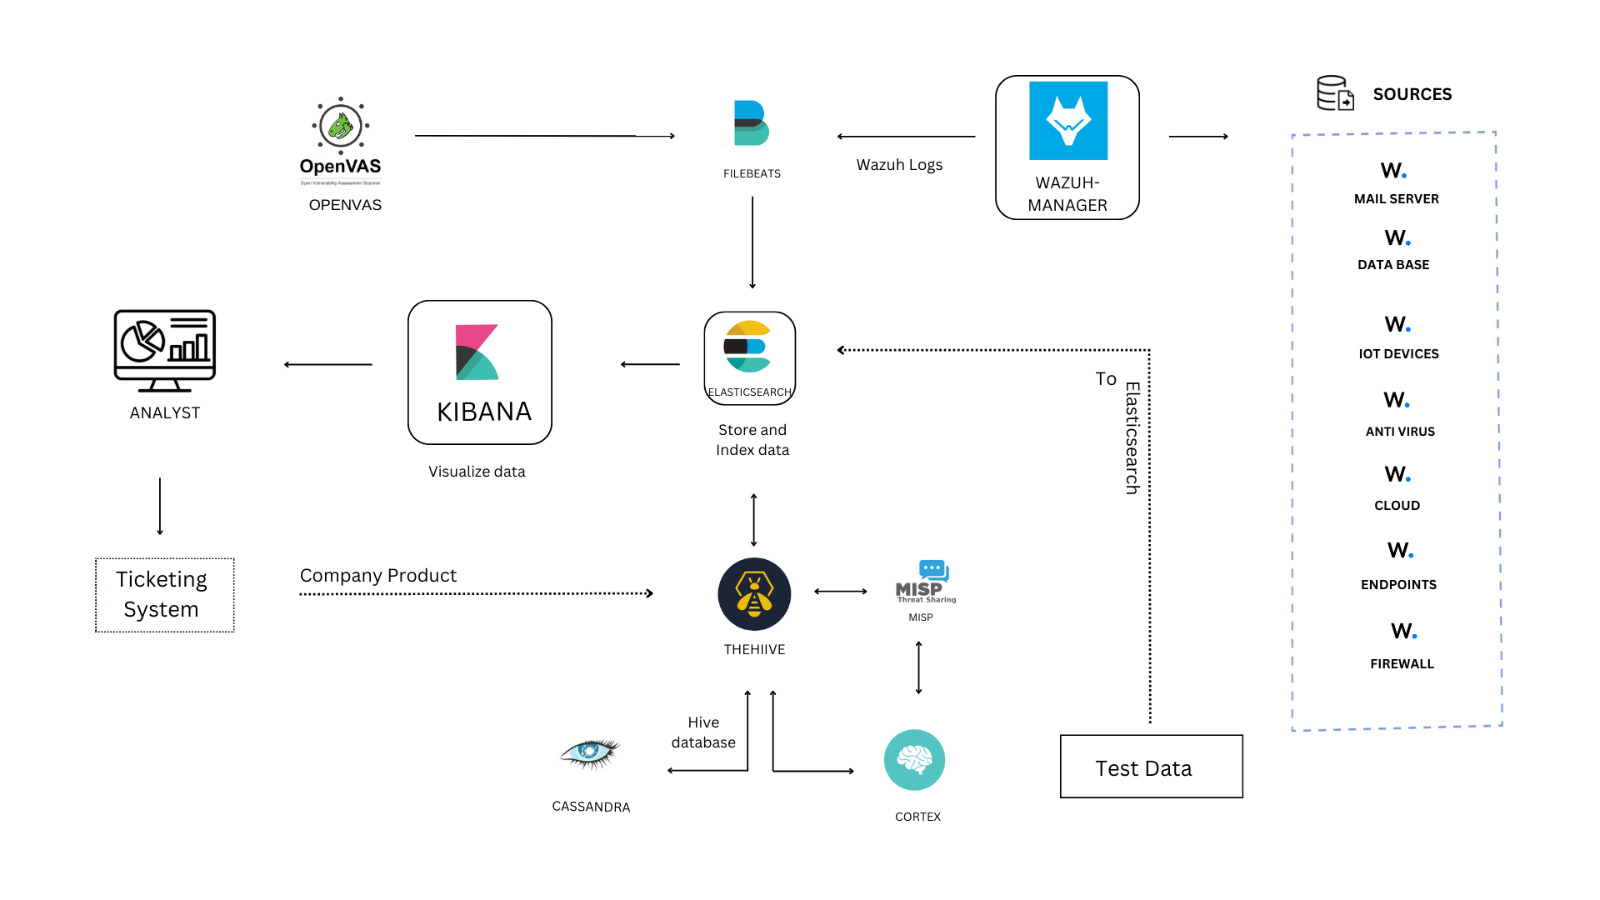 SOURCES
OpenVAS
Open Vulnerability Assessment Scanner
OPENVAS
FILEBEATS
Wazuh Logs
WAZUH-
MANAGER
W.
MAIL SERVER
W.
DATA BASE
W.
IOT DEVICES
W.
ANTI VIRUS
W.
CLOUD
W.
ENDPOINTS
W.
FIREWALL
ANALYST
KIBANA
Visualize data
ELASTICSEARCH
Store and
Index data
To
Elasticsearch
Ticketing
System
Company Product
THEHIIVE
MISP
Threat Sharing
MISP
Hive
database
CASSANDRA
CORTEX
Test Data